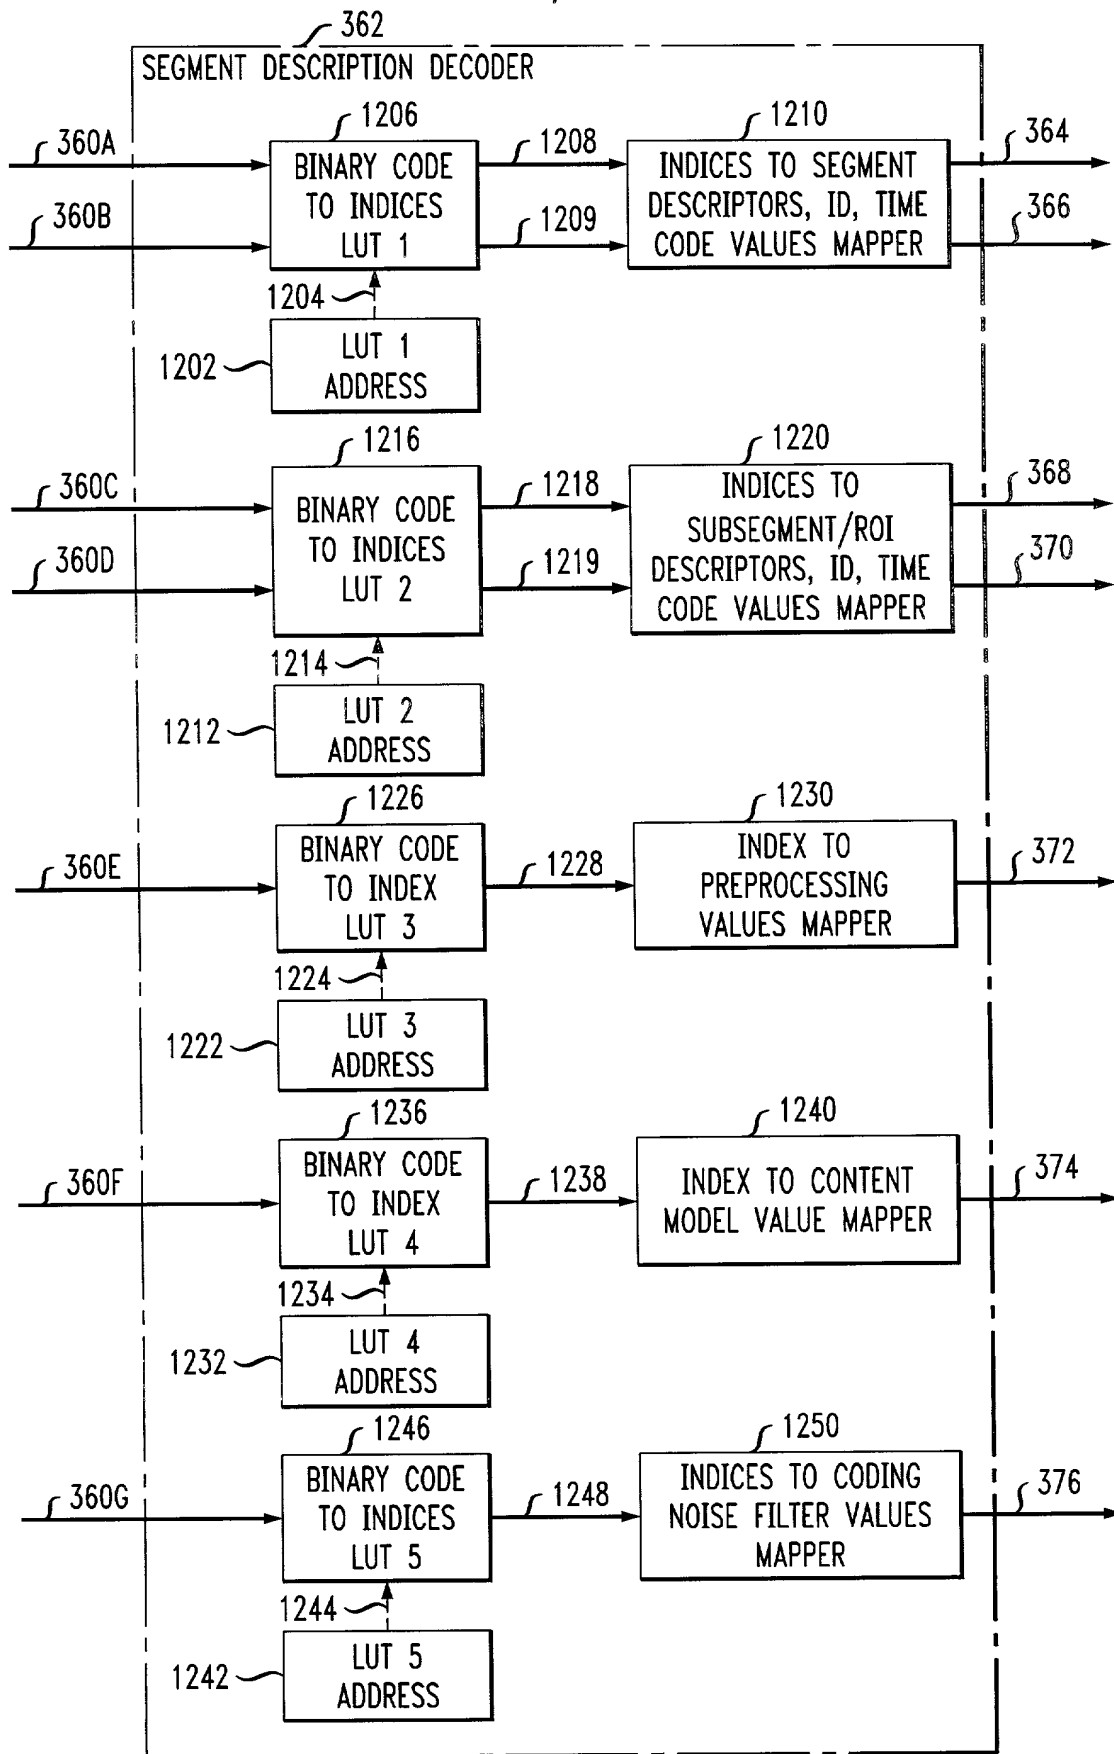 362
SEGMENT DESCRIPTION DECODER
1206
1210
360A
1208
364
BINARY CODE
TO INDICES
LUT 1
INDICES TO SEGMENT
DESCRIPTORS, ID, TIME
CODE VALUES MAPPER
360B
1209
366
1204
LUT 1
ADDRESS
1202
1216
1220
360C
1218
368
BINARY CODE
TO INDICES
LUT 2
INDICES TO
SUBSEGMENT/ROI
DESCRIPTORS, ID, TIME
CODE VALUES MAPPER
360D
1219
370
1214
LUT 2
ADDRESS
1212
1226
1230
360E
1228
372
BINARY CODE
TO INDEX
LUT 3
INDEX TO
PREPROCESSING
VALUES MAPPER
1224
LUT 3
ADDRESS
1222
1236
1240
360F
1238
374
BINARY CODE
TO INDEX
LUT 4
INDEX TO CONTENT
MODEL VALUE MAPPER
1234
LUT 4
ADDRESS
1232
1246
1250
360G
1248
376
BINARY CODE
TO INDICES
LUT 5
INDICES TO CODING
NOISE FILTER VALUES
MAPPER
1244
LUT 5
ADDRESS
1242